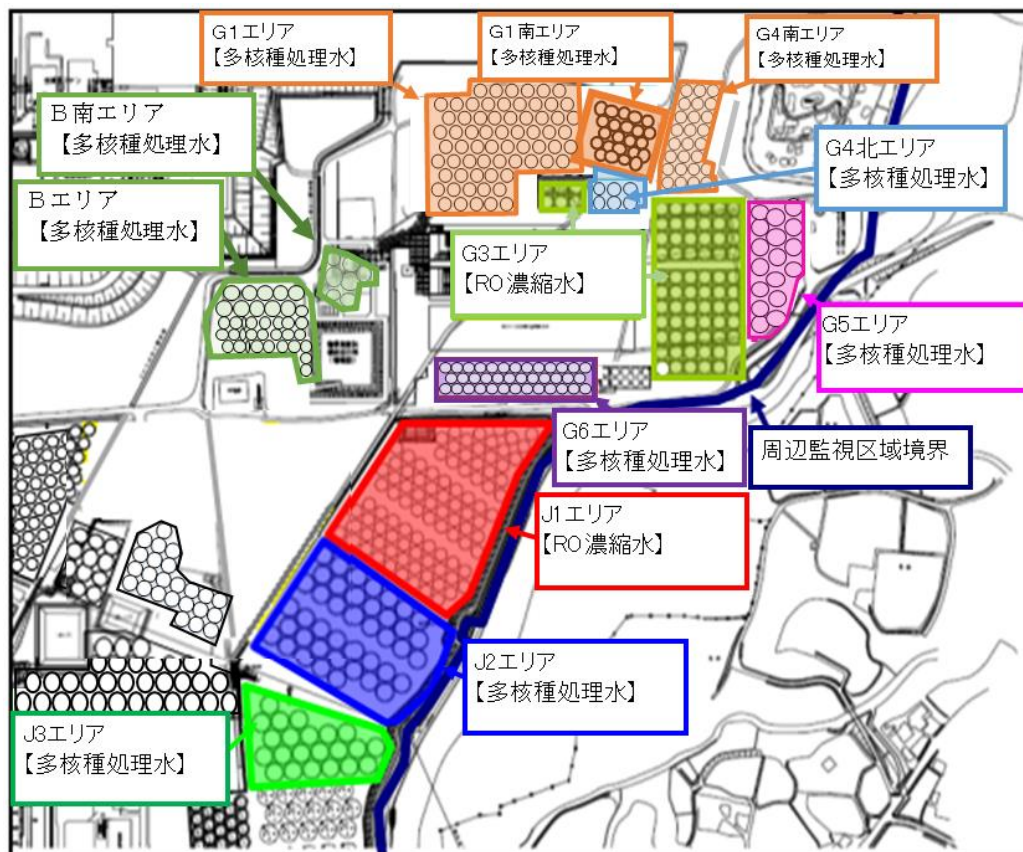 G1エリア
【多核種処理水】
G1南エリア
【多核種処理水】
G4南エリア
【多核種処理水】
B南エリア
【多核種処理水】
G4北エリア
【多核種処理水】
Bエリア
【多核種処理水】
G3エリア
【RO濃縮水】
G5エリア
【多核種処理水】
G6エリア
【多核種処理水】
周辺監視区域境界
J1エリア
【RO濃縮水】
J2エリア
【多核種処理水】
J3エリア
【多核種処理水】